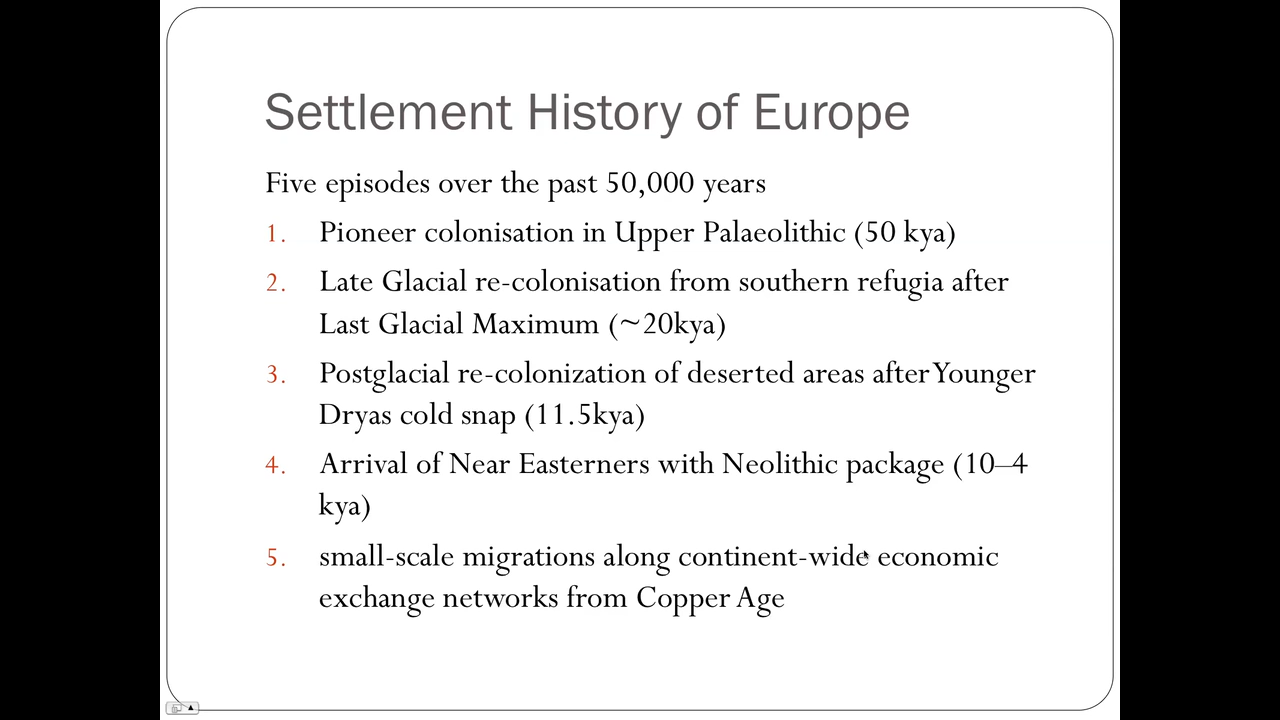 Settlement History of Europe
Five episodes over the past 50,000 years
1. Pioneer colonisation in Upper Palaeolithic (50 kya)
2. Late Glacial re-colonisation from southern refugia after
Last Glacial Maximum (~20kya)
3. Postglacial re-colonization of deserted areas after Younger
Dryas cold snap (11.5kya)
4. Arrival of Near Easterners with Neolithic package (10–4
kya)
5. small-scale migrations along continent-wide economic
exchange networks from Copper Age